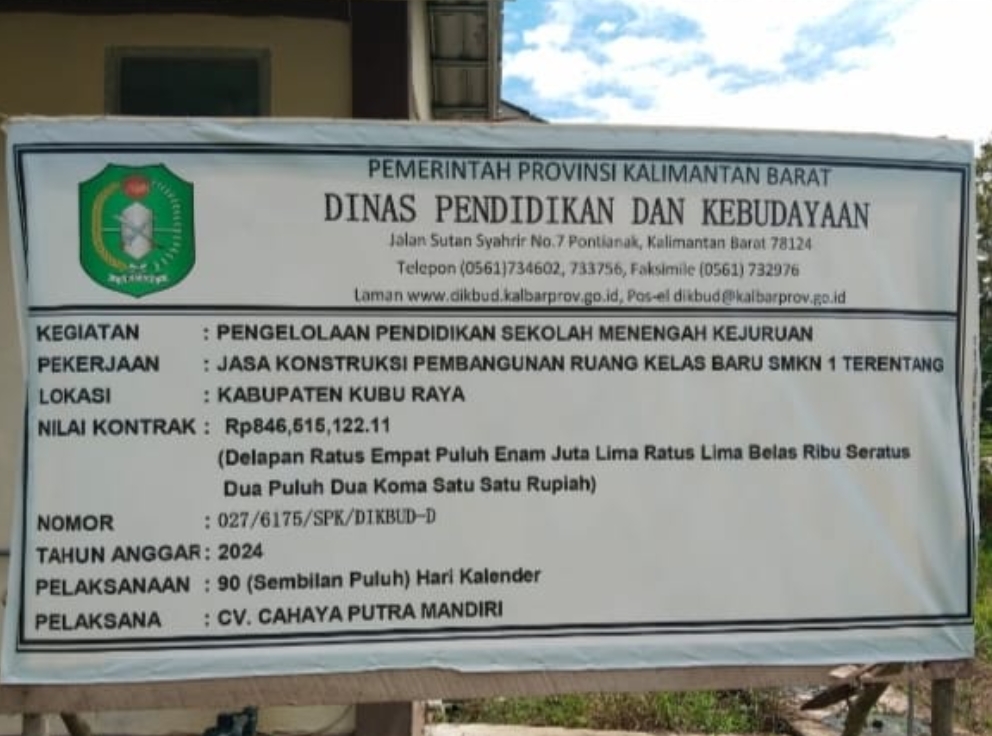 PEMERINTAH PROVINSI KALIMANTAN BARAT
DINAS PENDIDIKAN DAN KEBUDAYAAN
Jalan Sutan Syahrir No.7 Pontianak, Kalimantan Barat 78124
Telepon (0561)734602, 733756, Faksimile (0561) 732976
Laman www.dikbud.kalbarprov.go.id, Pos-el dikbud@kalbarprov.go.id
KEGIATAN : PENGELOLAAN PENDIDIKAN SEKOLAH MENENGAH KEJURUAN
PEKERJAAN : JASA KONSTRUKSI PEMBANGUNAN RUANG KELAS BARU SMKN 1 TERENTANG
LOKASI : KABUPATEN KUBU RAYA
NILAI KONTRAK : Rp846,515,122.11
(Delapan Ratus Empat Puluh Enam Juta Lima Ratus Lima Belas Ribu Seratus
Dua Puluh Dua Koma Satu Satu Rupiah)
NOMOR : 027/6175/SPK/DIKBUD-D
TAHUN ANGGAR : 2024
PELAKSANAAN : 90 (Sembilan Puluh) Hari Kalender
PELAKSANA : CV. CAHAYA PUTRA MANDIRI